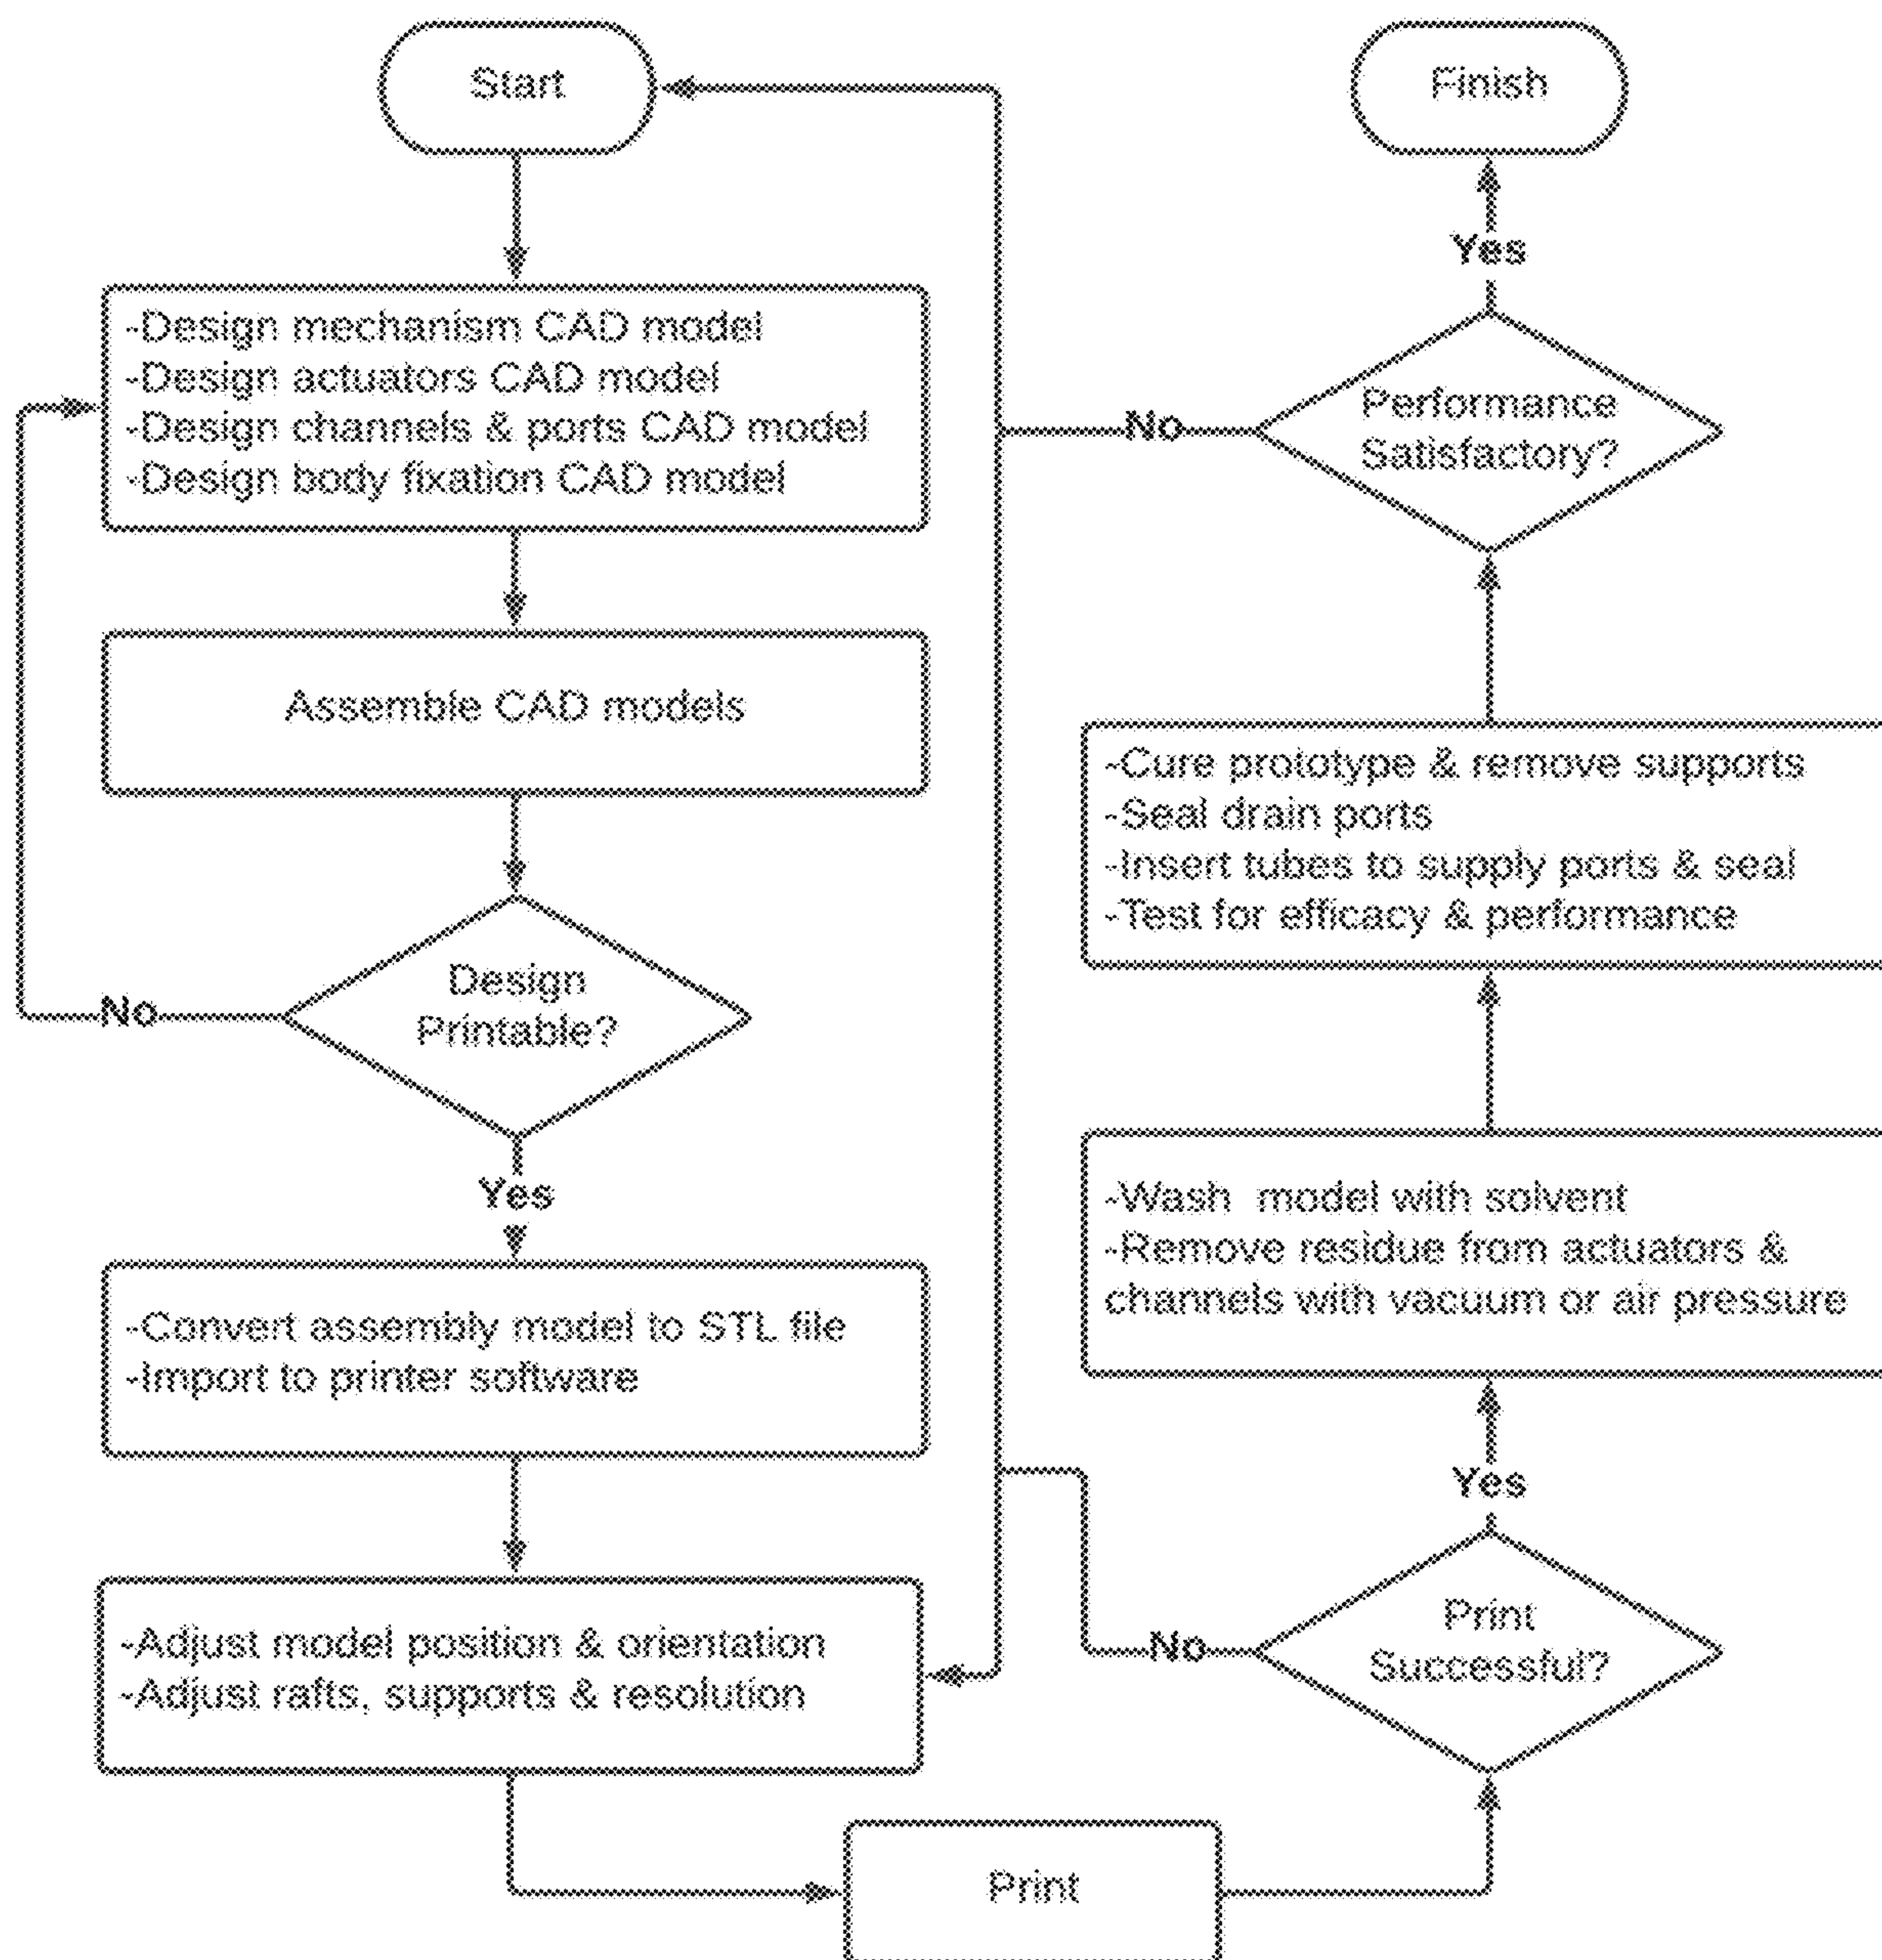 Start
-Design mechanism CAD model
-Design actuators CAD model
-Design channels & ports CAD model
-Design body fixation CAD model
Assemble CAD models
Design
Printable?
No
Yes
-Convert assembly model to STL file
-Import to printer software
-Adjust model position & orientation
-Adjust rafts, supports & resolution
Print
Print
Successful?
No
Yes
-Wash  model with solvent
-Remove residue from actuators &
channels with vacuum or air pressure
-Cure prototype & remove supports
-Seal drain ports
-Insert tubes to supply ports & seal
-Test for efficacy & performance
Performance
Satisfactory?
No
Yes
Finish